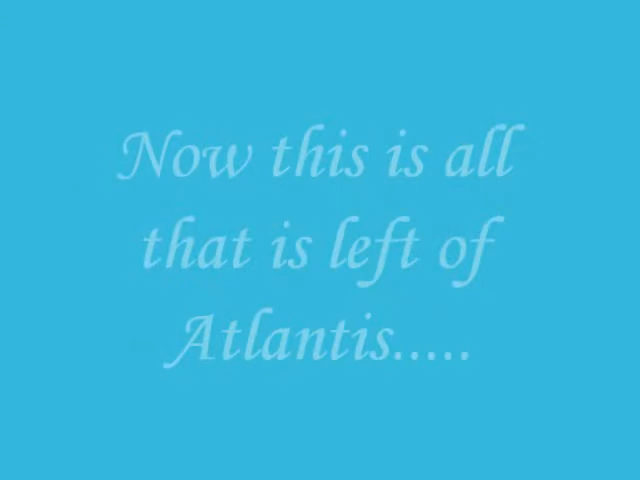 Now this is all
that is left of
Atlantis.....